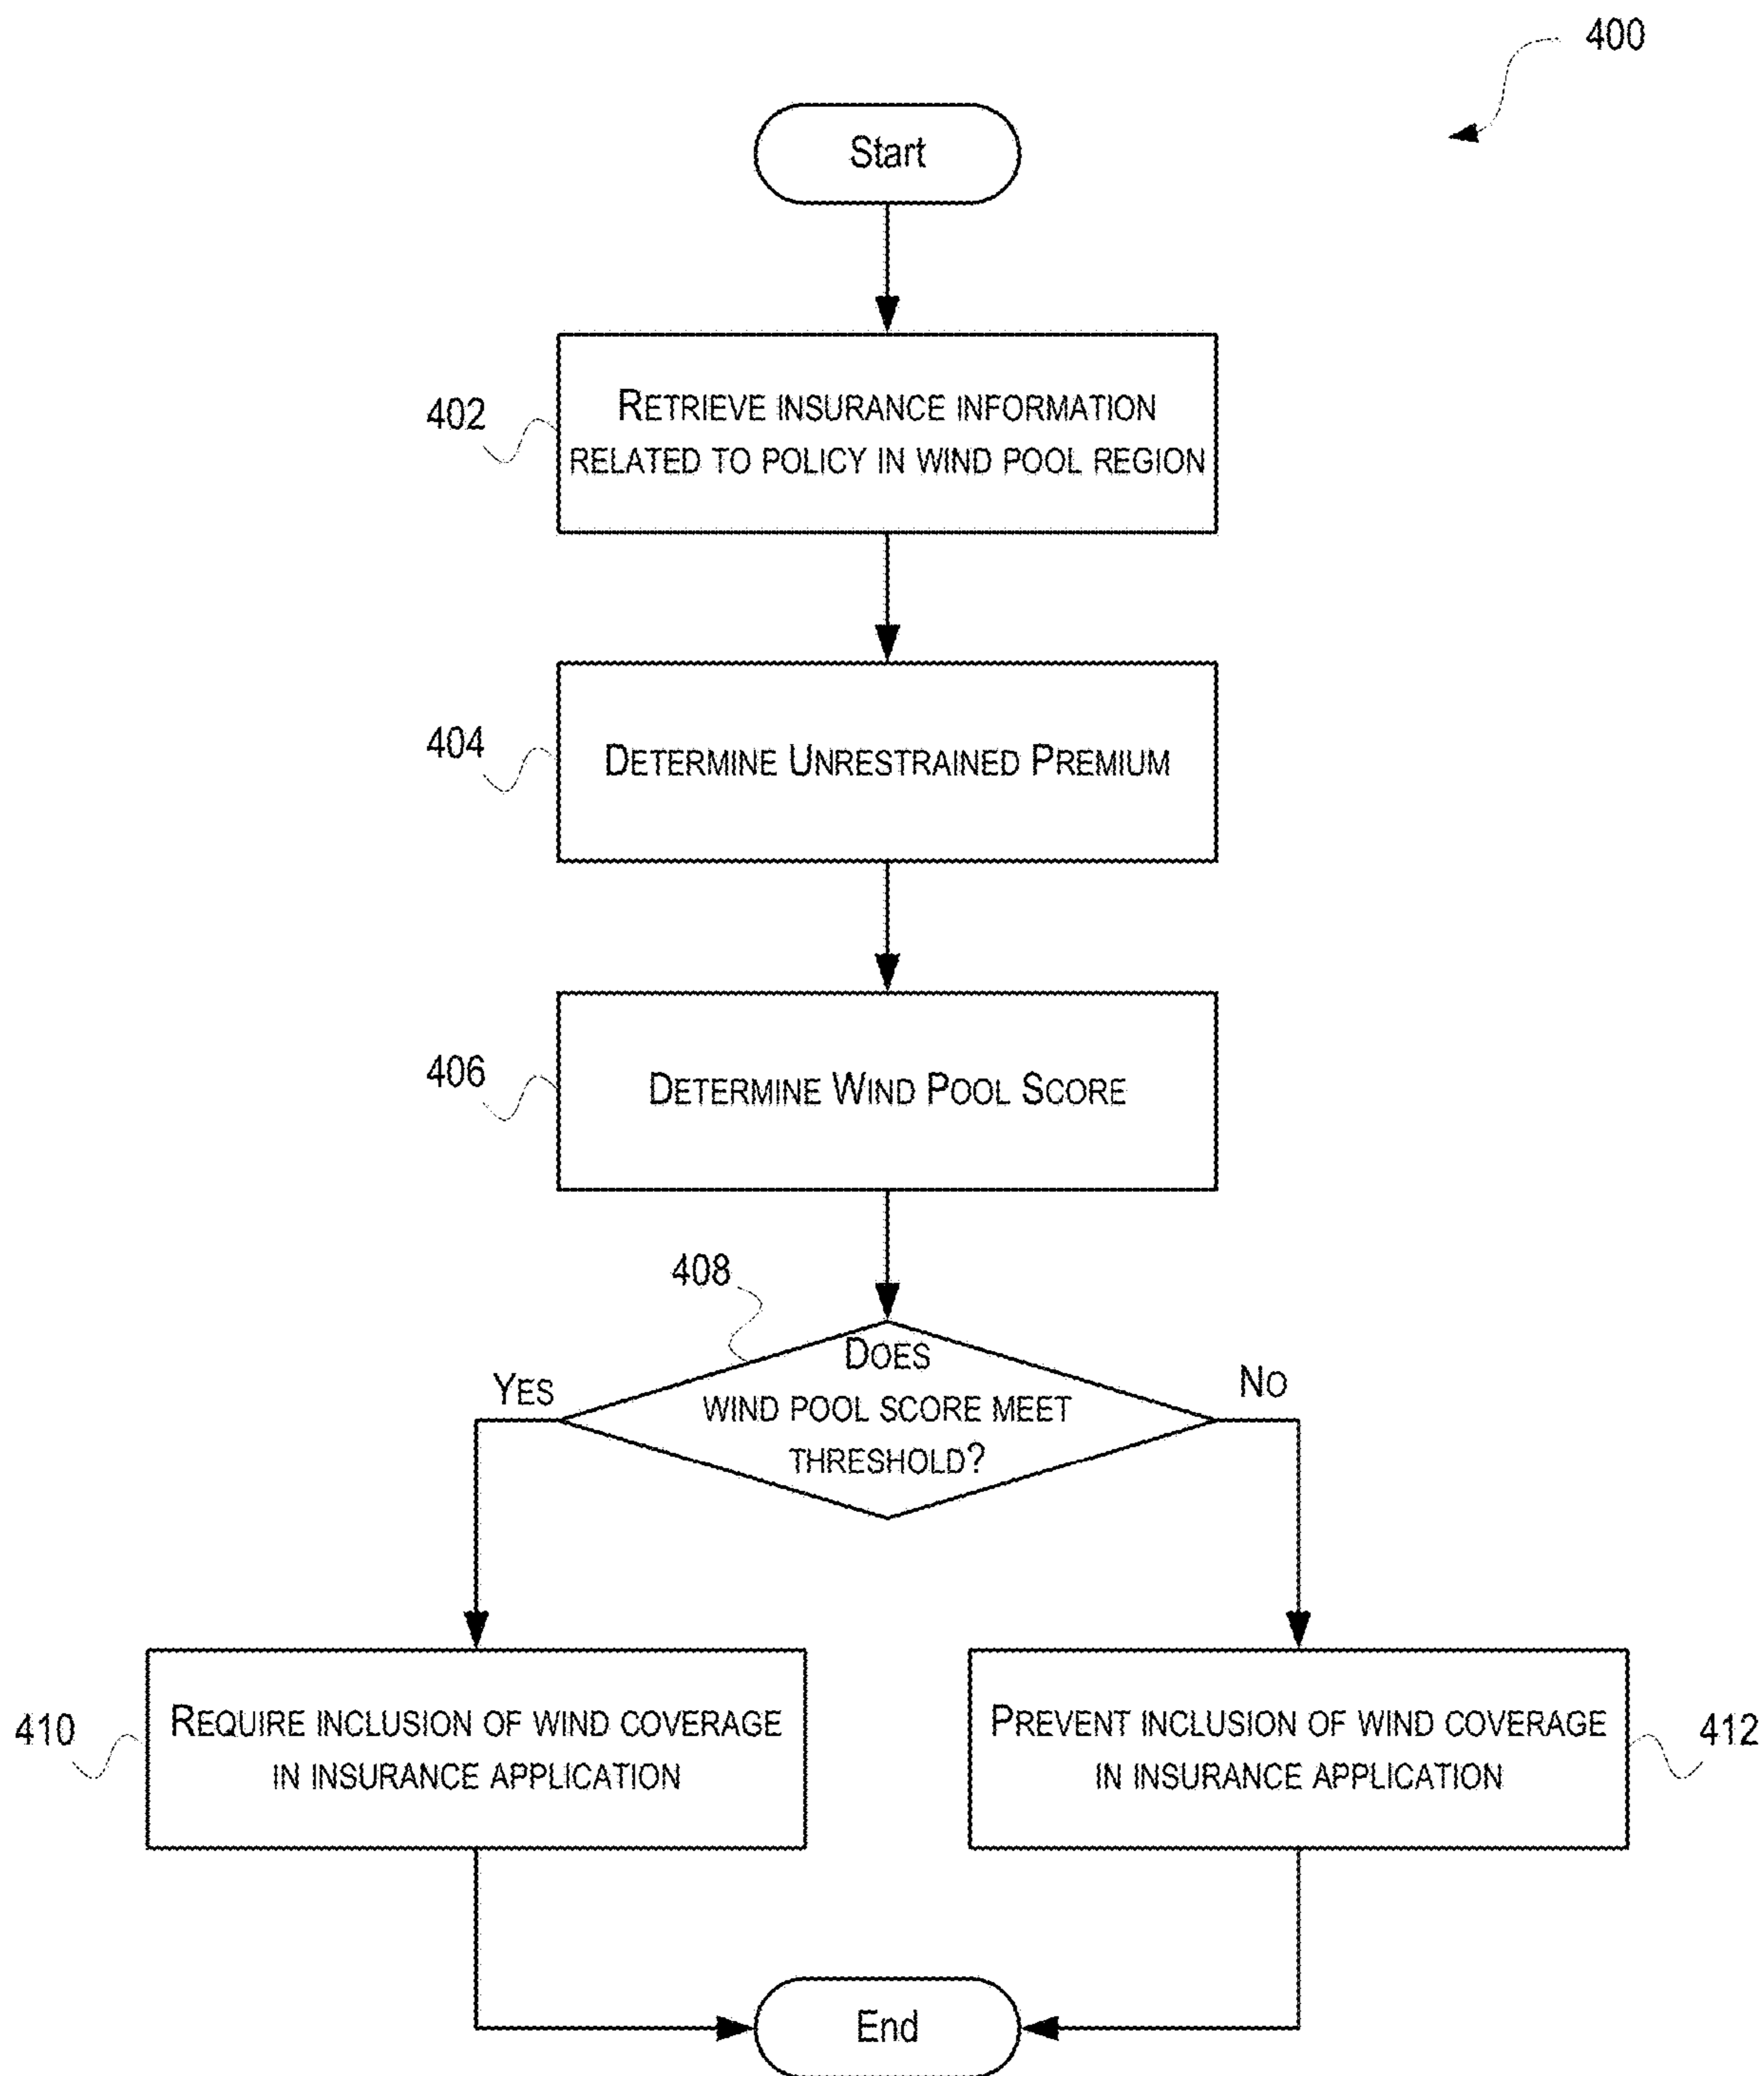 400
Start
402
RETRIEVE INSURANCE INFORMATION
RELATED TO POLICY IN WIND POOL REGION
404
DETERMINE UNRESTRAINED PREMIUM
406
DETERMINE WIND POOL SCORE
408
DOES
WIND POOL SCORE MEET
THRESHOLD?
YES
NO
410
REQUIRE INCLUSION OF WIND COVERAGE
IN INSURANCE APPLICATION
PREVENT INCLUSION OF WIND COVERAGE
IN INSURANCE APPLICATION
412
End